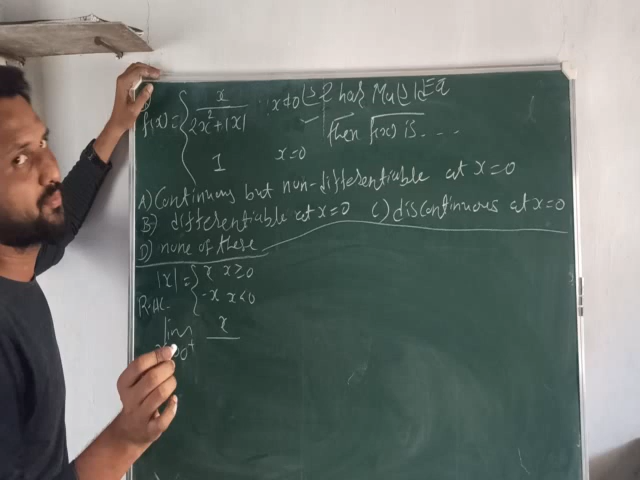 f(x)= { x / 2x²+|x| x≠0
1 x=0
then f(x) is ....
A) Continuous but non-differentiable at x=0
B) differentiable at x=0 C) discontinuous at x=0
D) none of these
|x| = { x x≥0
-x x<0
lim x